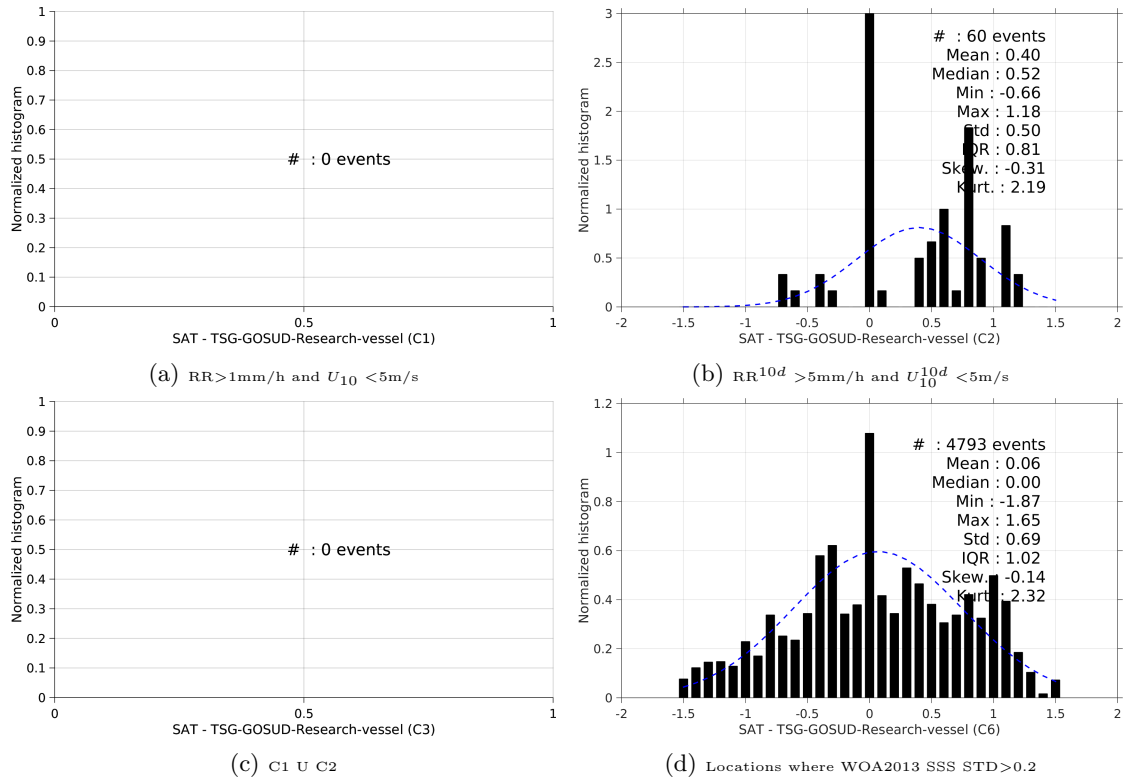 1
0.9
0.8
0.7
0.6
0.5
0.4
0.3
0.2
0.1
0
Normalized histogram
# : 0 events
0 0.5 1
SAT - TSG-GOSUD-Research-vessel (C1)
(a) RR>1mm/h and U10 <5m/s
3
2.5
2
1.5
1
0.5
0
Normalized histogram
# : 60 events
Mean : 0.40
Median : 0.52
Min : -0.66
Max : 1.18
Std : 0.50
IQR : 0.81
Skew. : -0.31
Kurt. : 2.19
-2 -1.5 -1 -0.5 0 0.5 1 1.5 2
SAT - TSG-GOSUD-Research-vessel (C2)
(b) RR10d >5mm/h and U10d10 <5m/s
1
0.9
0.8
0.7
0.6
0.5
0.4
0.3
0.2
0.1
0
Normalized histogram
# : 0 events
0 0.5 1
SAT - TSG-GOSUD-Research-vessel (C3)
(c) C1 U C2
1.2
1
0.8
0.6
0.4
0.2
0
Normalized histogram
# : 4793 events
Mean : 0.06
Median : 0.00
Min : -1.87
Max : 1.65
Std : 0.69
IQR : 1.02
Skew. : -0.14
Kurt. : 2.32
-2 -1.5 -1 -0.5 0 0.5 1 1.5 2
SAT - TSG-GOSUD-Research-vessel (C6)
(d) Locations where WOA2013 SSS STD>0.2